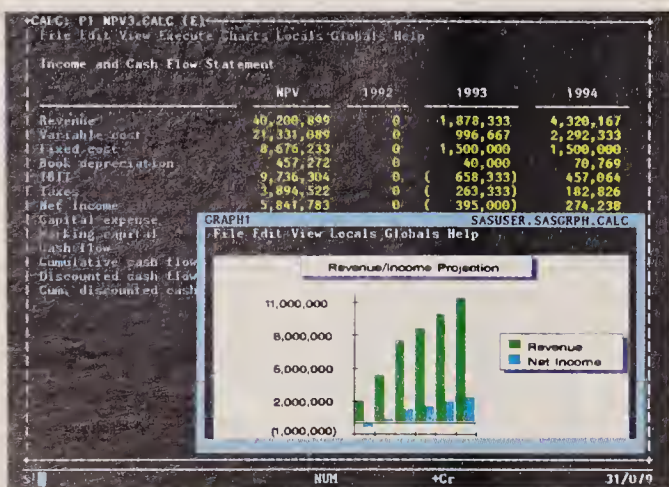 CALC: P1 NPV3.CALC (E)
File Edit View Execute Charts Locals Globals Help
Income and Cash Flow Statement
NPV 1992 1993 1994
Revenue 40,200,899 0 1,878,333 4,320,167
Variable cost 21,331,089 0 996,667 2,292,333
Fixed cost 8,676,233 0 1,500,000 1,500,000
Book depreciation 457,272 0 40,000 70,769
IBIT 9,736,304 0 ( 658,333) 457,064
Taxes 3,894,522 0 ( 263,333) 182,826
Net Income 5,841,783 0 ( 395,000) 274,238
Capital expense
Working capital
Cash flow
Cumulative cash flow
Discounted cash flow
Cum. discounted cash
GRAPH1 SASUSER.SASGRPH.CALC
File Edit View Locals Globals Help
Revenue/Income Projection
11,000,000
8,000,000
5,000,000
2,000,000
(1,000,000)
Revenue
Net Income
NUM +Cr 31/0/9